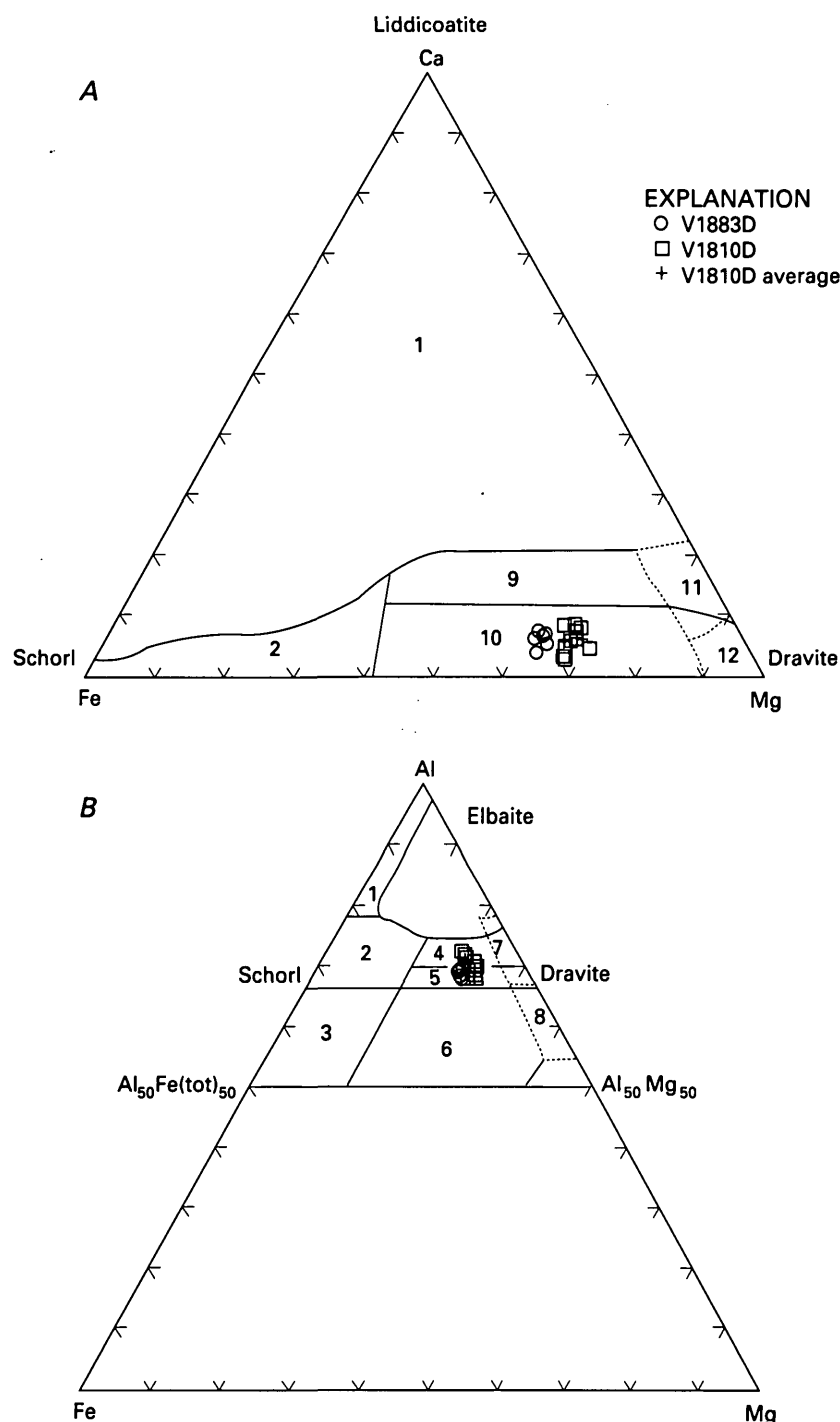 Liddicoatite
Ca
A
EXPLANATION
V1883D
V1810D
+ V1810D average
1
9
11
10
2
12
Schorl
Dravite
Fe
Mg
Al
B
Elbaite
1
2
4
7
Schorl
Dravite
5
8
3
6
Al50Fe(tot)50
Al50Mg50
Fe
Mg